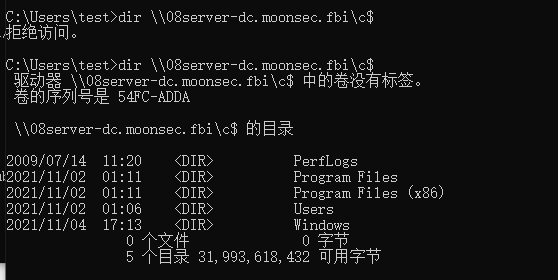 C:\Users\test>dir \\08server-dc.moonsec.fbi\c$
拒绝访问。
C:\Users\test>dir \\08server-dc.moonsec.fbi\c$
驱动器 \\08server-dc.moonsec.fbi\c$ 中的卷没有标签。
卷的序列号是 54FC-ADDA
\\08server-dc.moonsec.fbi\c$ 的目录
2009/07/14  11:20    <DIR>          PerfLogs
2021/11/02  01:11    <DIR>          Program Files
2021/11/02  01:11    <DIR>          Program Files (x86)
2021/11/02  01:06    <DIR>          Users
2021/11/04  17:13    <DIR>          Windows
0 个文件              0 字节
5 个目录 31,993,618,432 可用字节